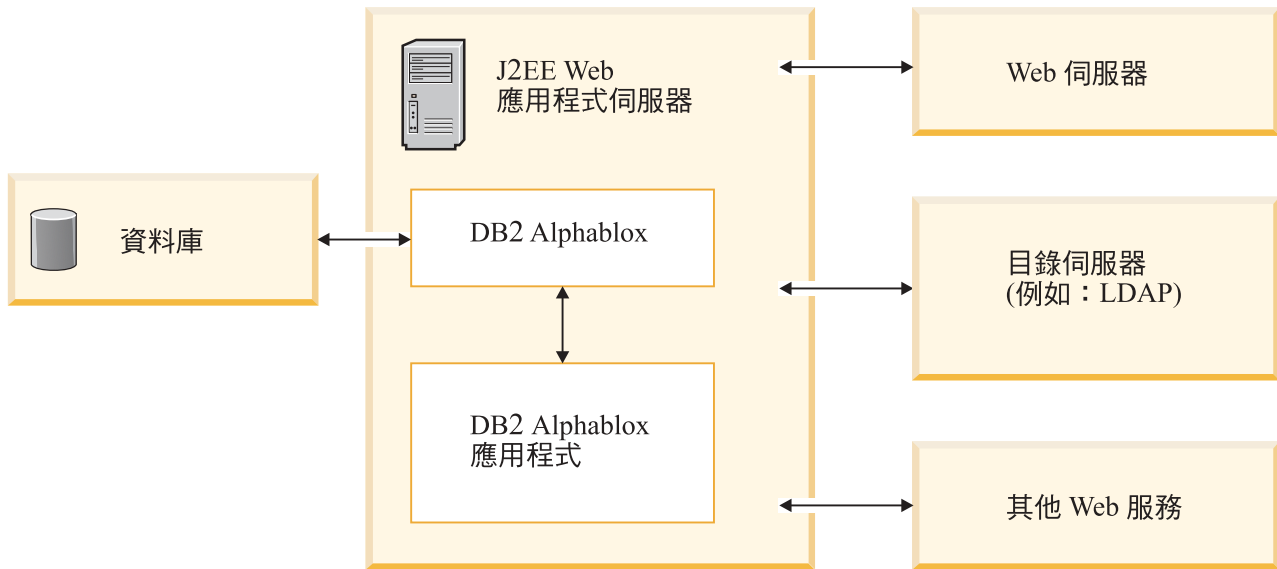 J2EE Web
應用程式伺服器
Web 伺服器
資料庫
DB2 Alphablox
目錄伺服器
(例如：LDAP)
DB2 Alphablox
應用程式
其他 Web 服務